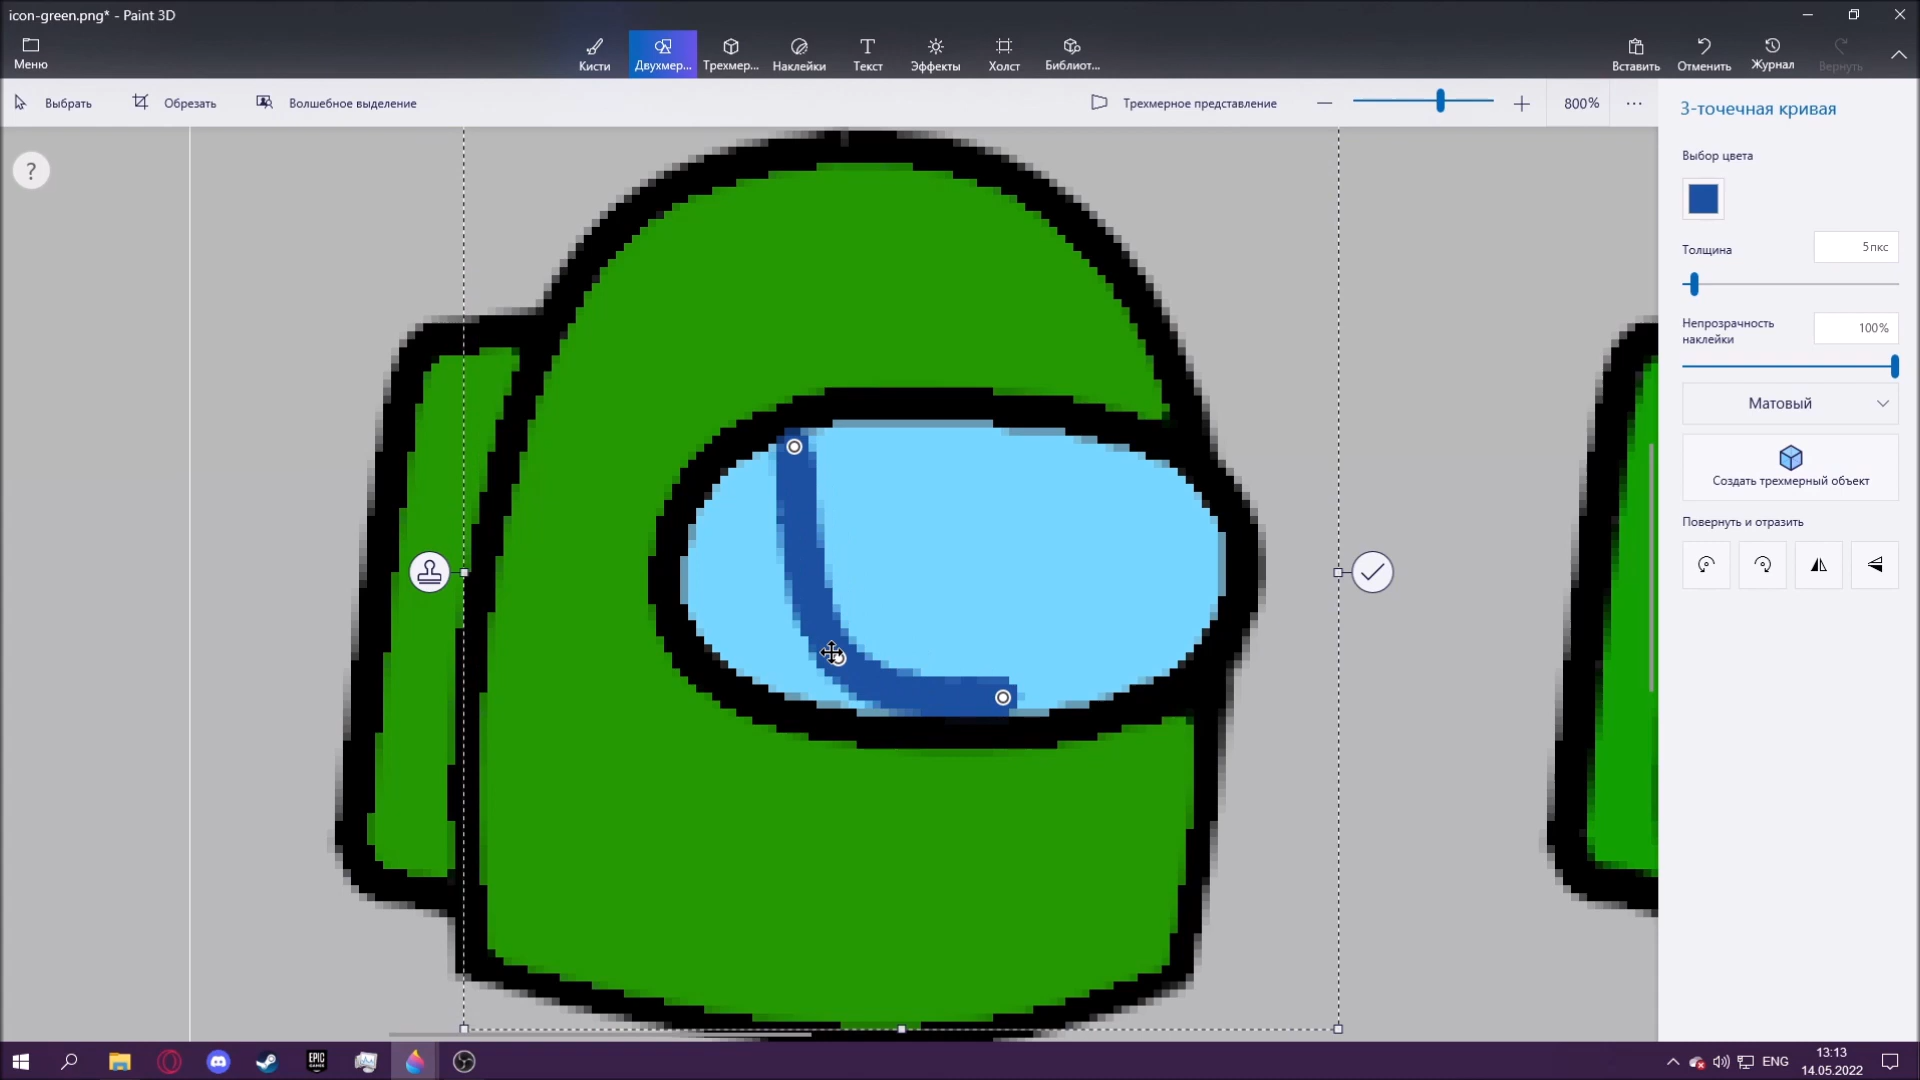 icon-green.png* - Paint 3D
Меню
Кисти
Двухмер...
Трехмер...
Наклейки
Текст
Эффекты
Холст
Библиот...
Вставить
Отменить
Журнал
Вернуть
Выбрать
Обрезать
Волшебное выделение
Трехмерное представление
800%
3-точечная кривая
Выбор цвета
Толщина
5пкс
Непрозрачность
наклейки
100%
Матовый
Создать трехмерный объект
Повернуть и отразить
?
EPIC
GAMES
ENG
13:13
14.05.2022